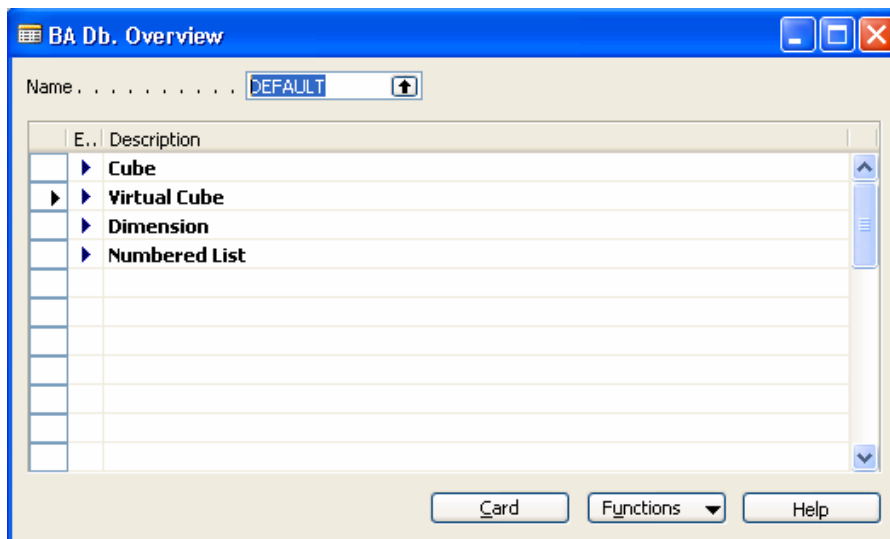 BA Db. Overview
Name . . . . . . . . . . DEFAULT
E.. Description
Cube
Virtual Cube
Dimension
Numbered List
Card Functions Help